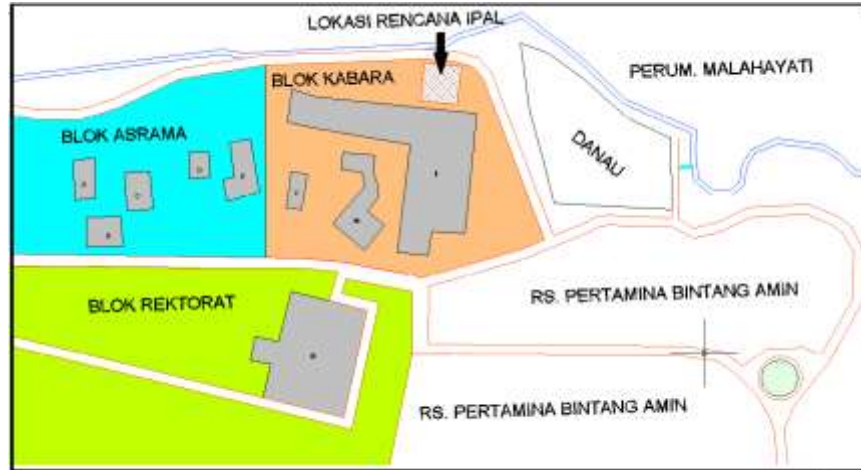 LOKASI RENCANA IPAL
BLOK KABARA
PERUM. MALAHAYATI
BLOK ASRAMA
DANAU
BLOK REKTORAT
RS. PERTAMINA BINTANG AMIN
RS. PERTAMINA BINTANG AMIN